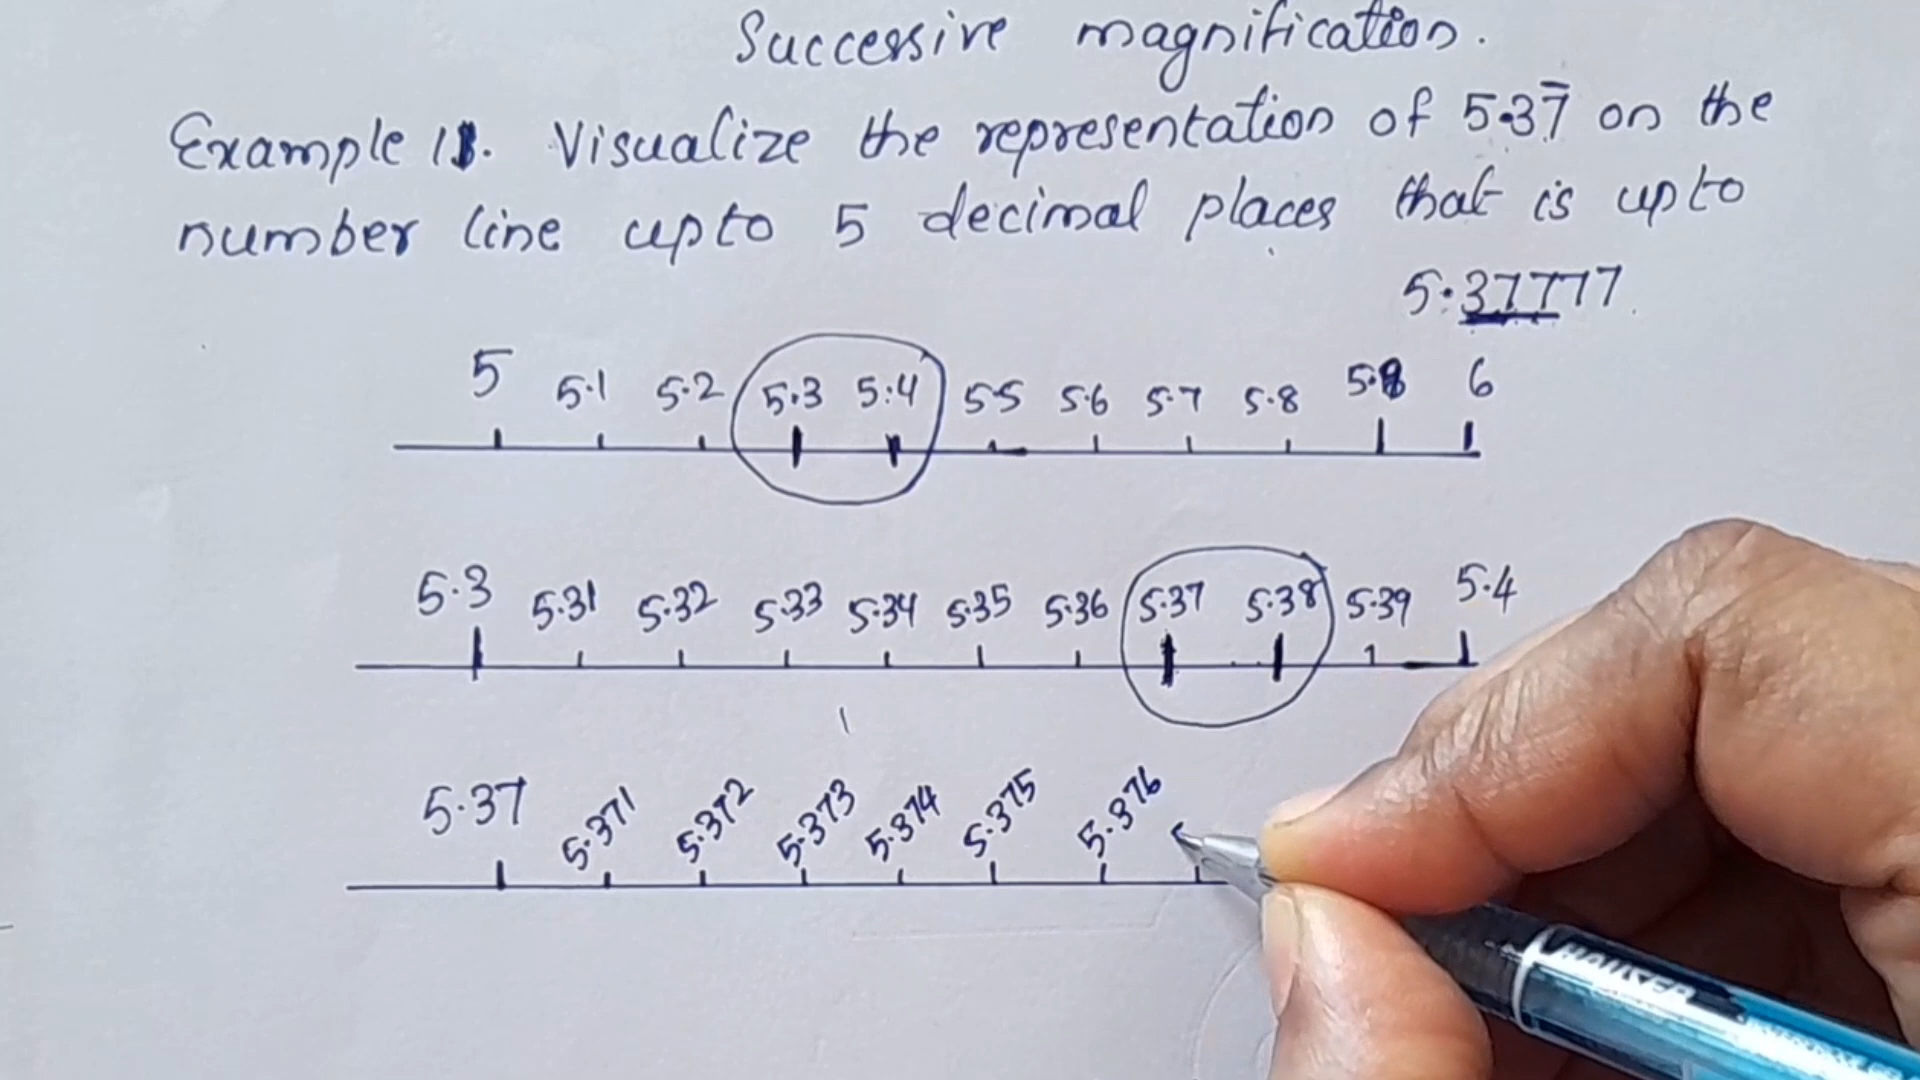 Successive magnification.
Example 11. Visualize the representation of 5.37̅ on the
number line upto 5 decimal places that is upto
5.37777.
5 5.1 5.2 5.3 5.4 5.5 5.6 5.7 5.8 5.9 6
5.3 5.31 5.32 5.33 5.34 5.35 5.36 5.37 5.38 5.39 5.4
5.37 5.371 5.372 5.373 5.374 5.375 5.376
HAUSER